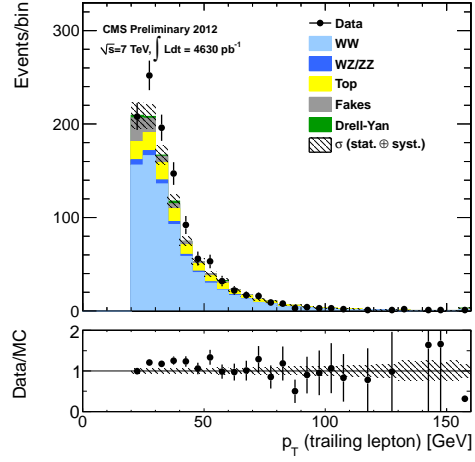 Events/bin
CMS Preliminary 2012
√s=7 TeV, ∫ Ldt = 4630 pb⁻¹
Data
WW
WZ/ZZ
Top
Fakes
Drell-Yan
σ (stat. ⊕ syst.)
300
200
100
0
Data/MC
2
1
0
0 50 100 150
p_T (trailing lepton) [GeV]